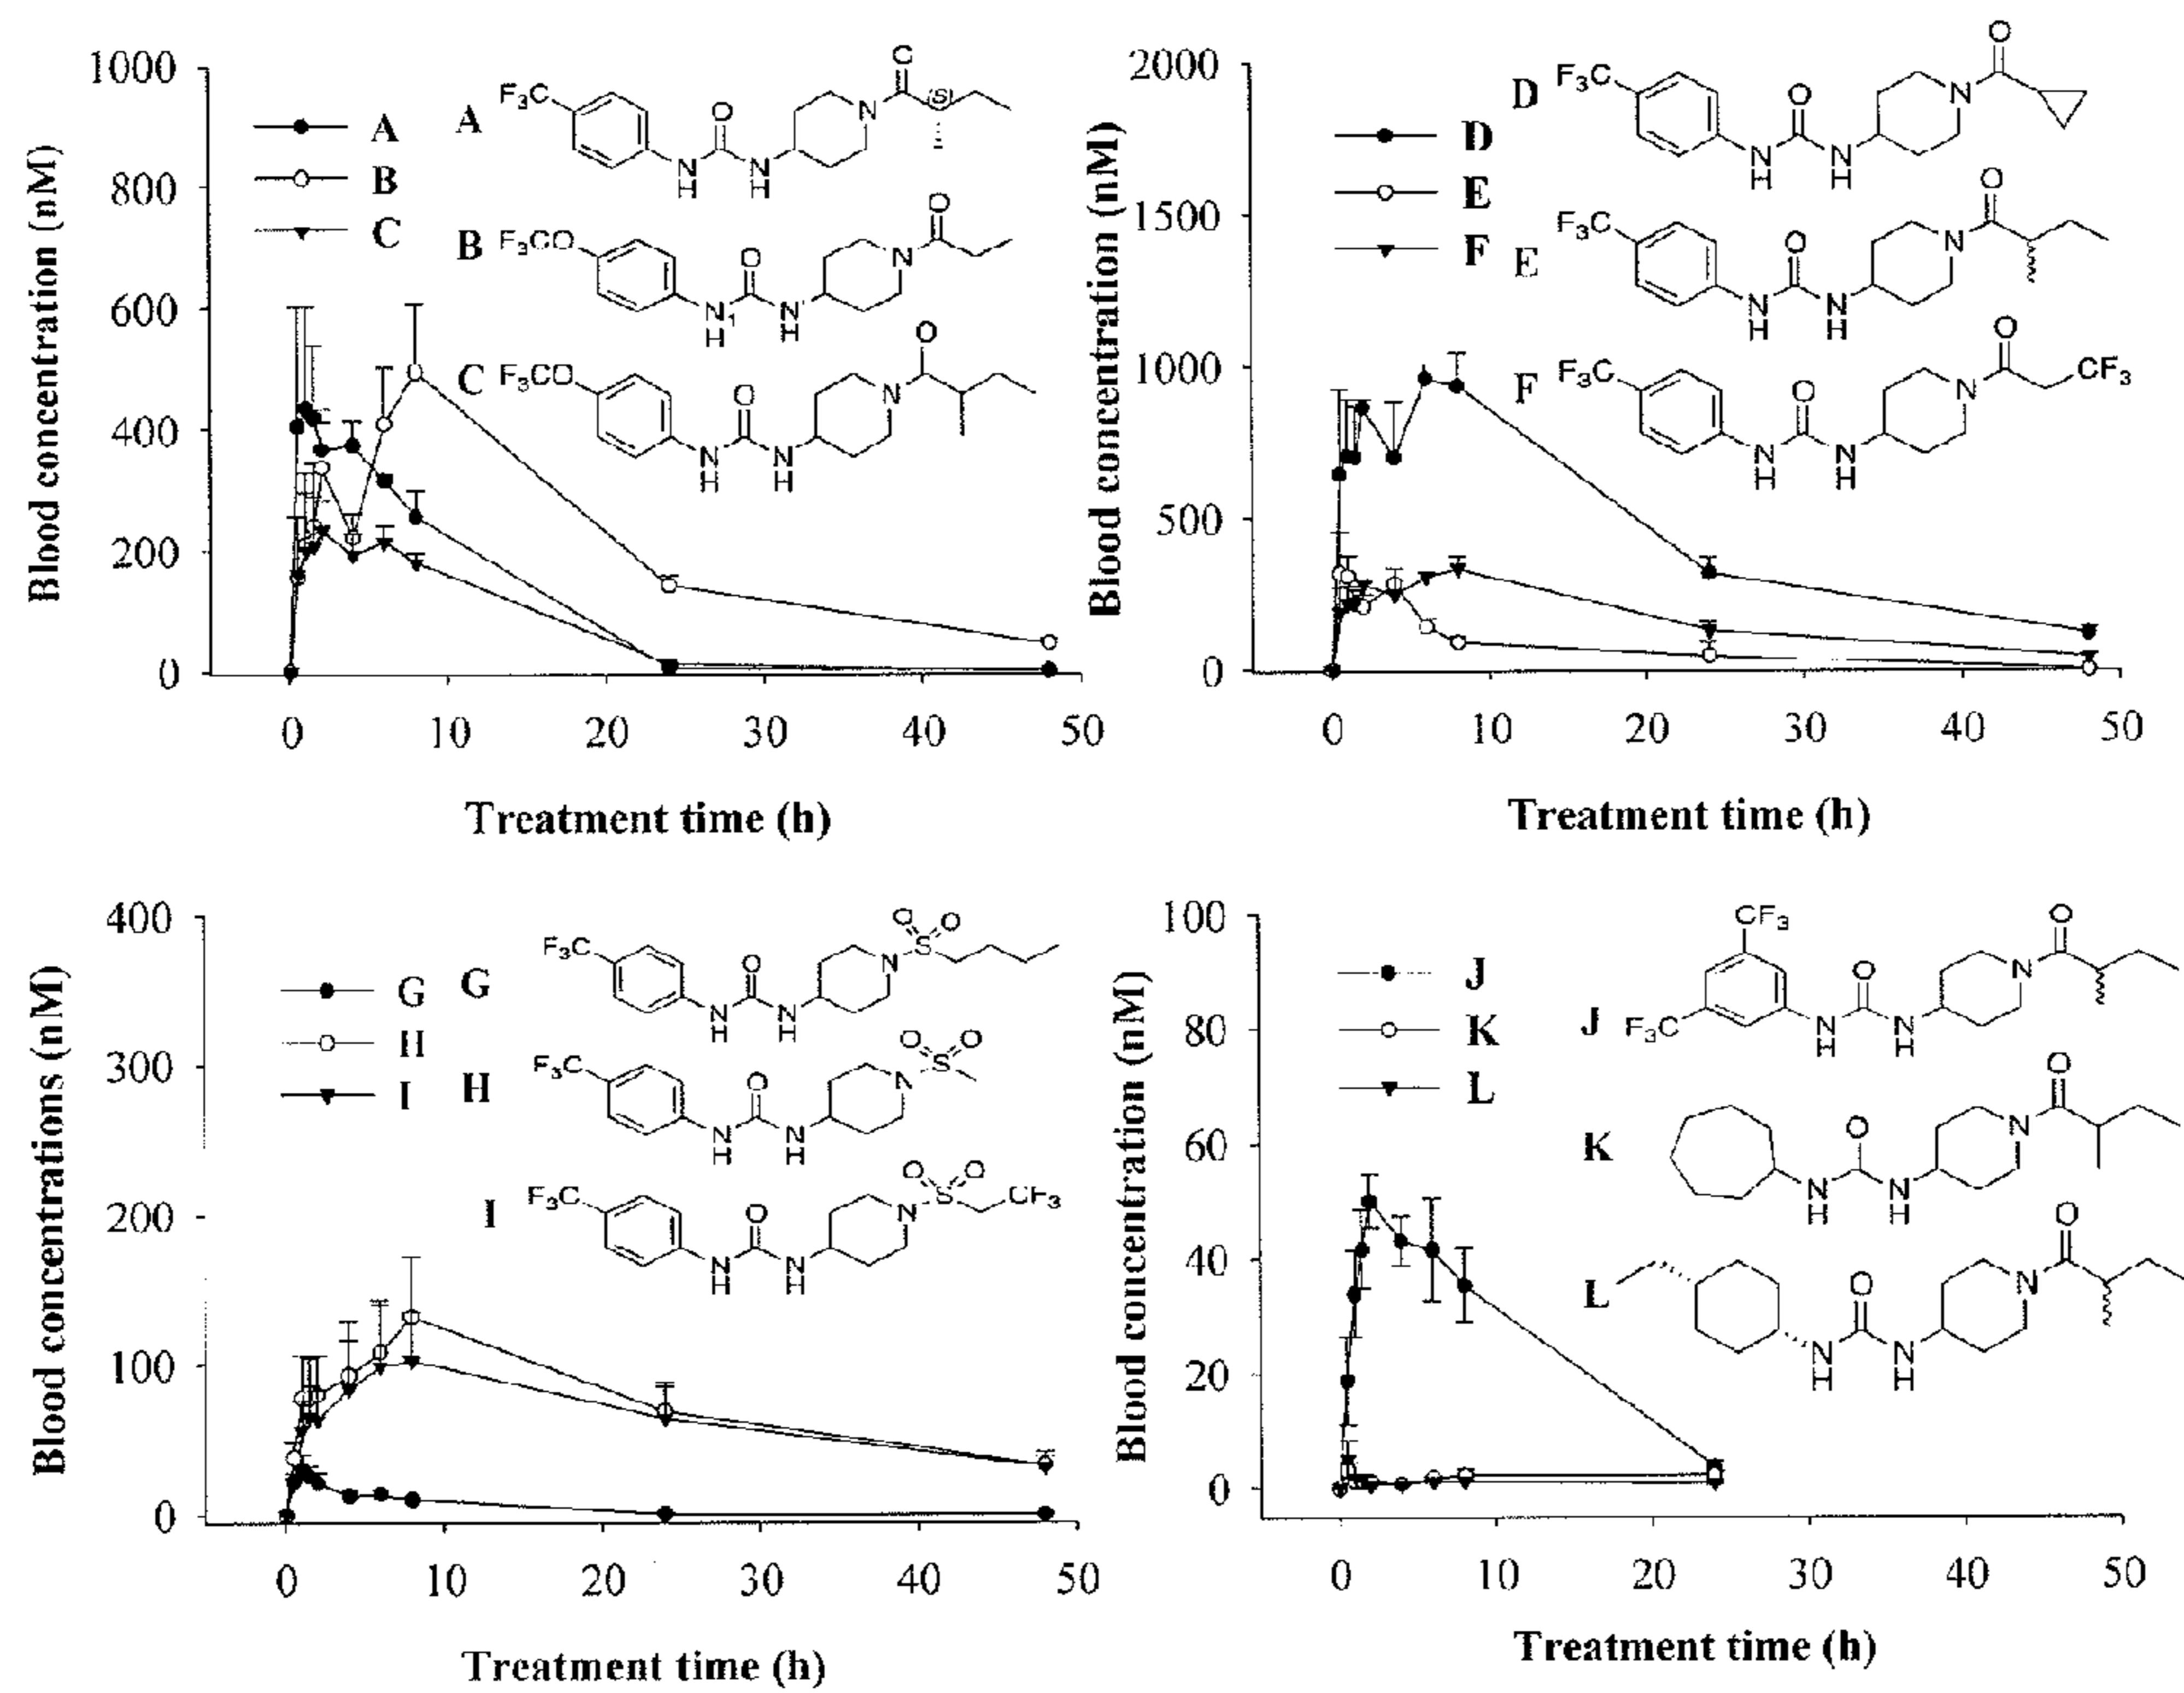 1000
800
600
400
200
0
Blood concentration (nM)
A
B
C
A
F₃C
O
(S)
N
N
H
N
H
B
F₃CO
O
O
N
N
H
N
H
C
F₃CO
O
O
N
N
H
N
H
0 10 20 30 40 50
Treatment time (h)
2000
1500
1000
500
0
Blood concentration (nM)
D
E
F
D
F₃C
O
O
N
N
H
N
H
E
F₃C
O
O
N
N
H
N
H
F
F₃C
O
O
CF₃
N
N
H
N
H
0 10 20 30 40 50
Treatment time (h)
400
300
200
100
0
Blood concentrations (nM)
G
H
I
G
F₃C
O O
S
N
O
N
H
N
H
H
F₃C
O O
S
N
O
N
H
N
H
I
F₃C
O O
S
CF₃
N
O
N
H
N
H
0 10 20 30 40 50
Treatment time (h)
100
80
60
40
20
0
Blood concentration (nM)
J
K
L
J
CF₃
F₃C
O
O
N
N
H
N
H
K
O
O
N
N
H
N
H
L
O
O
N
N
H
N
H
0 10 20 30 40 50
Treatment time (h)